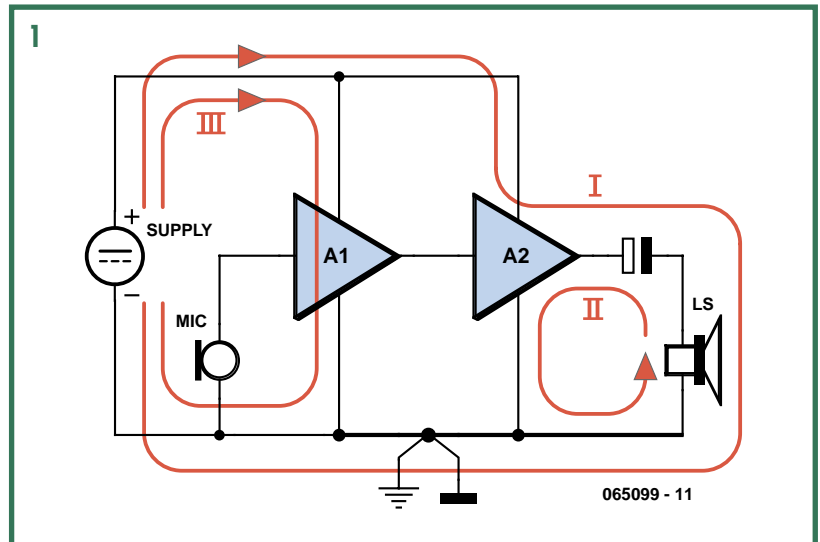 1
III
I
+
SUPPLY
−
A1
A2
MIC
II
LS
065099 - 11